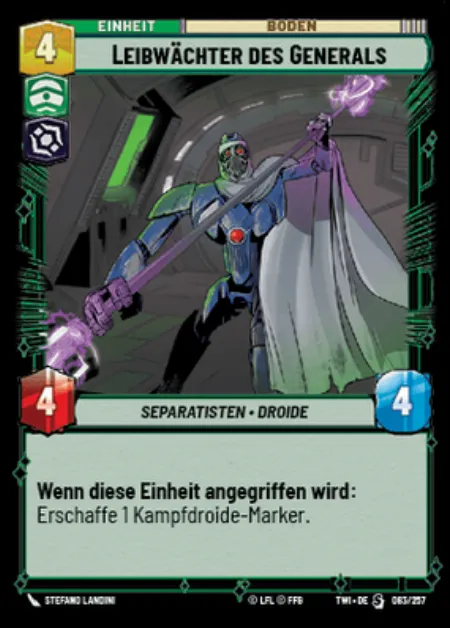 EINHEIT
BODEN
4
LEIBWÄCHTER DES GENERALS
4
4
SEPARATISTEN • DROIDE
Wenn diese Einheit angegriffen wird:
Erschaffe 1 Kampfdroide-Marker.
STEFANO LANDINI
© LFL © FFG
TWI • DE
S
063/257